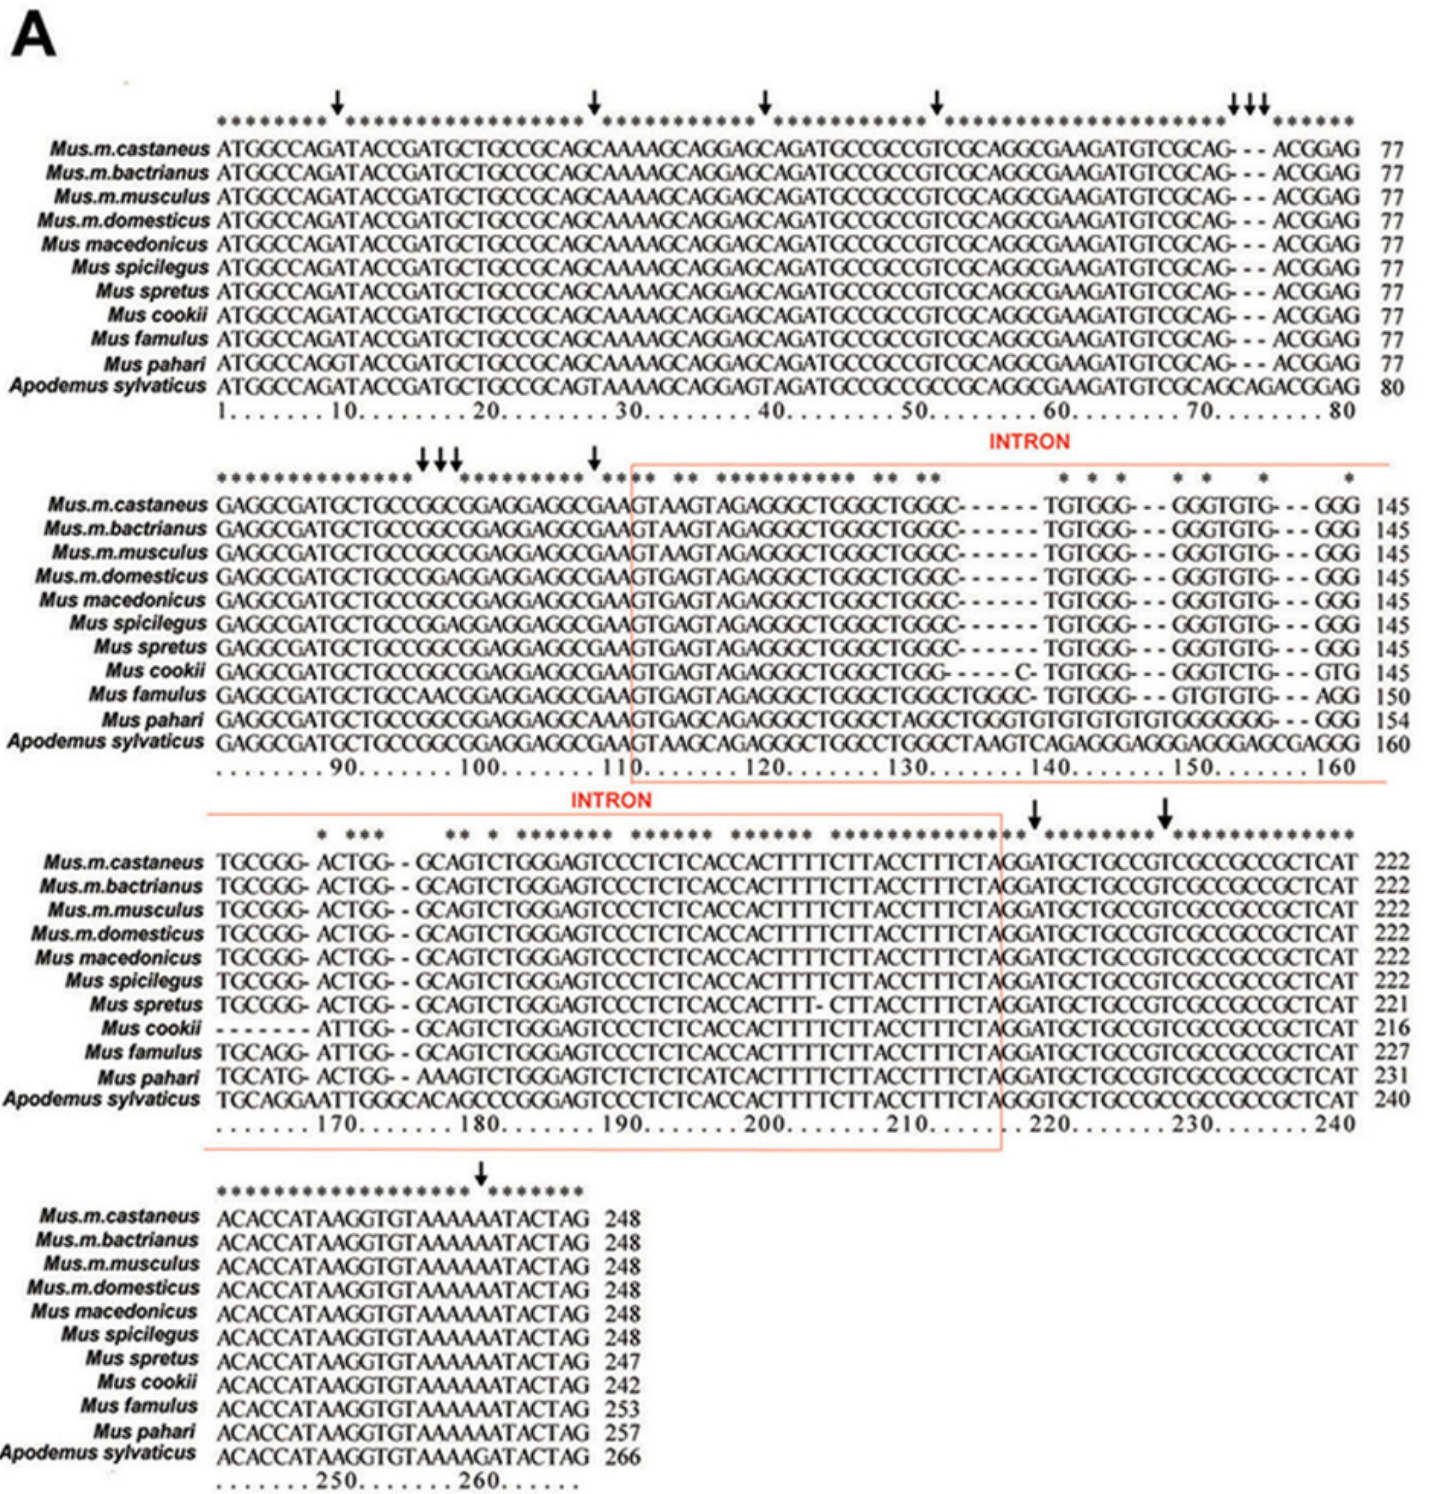 A
******** ***************** *********** *********** ******************** ******
Mus.m.castaneus ATGGCCAGATACCGATGCTGCCGCAGCAAAAGCAGGAGCAGATGCCGCCGTCGCAGGCGAAGATGTCGCAG---ACGGAG 77
Mus.m.bactrianus ATGGCCAGATACCGATGCTGCCGCAGCAAAAGCAGGAGCAGATGCCGCCGTCGCAGGCGAAGATGTCGCAG---ACGGAG 77
Mus.m.musculus ATGGCCAGATACCGATGCTGCCGCAGCAAAAGCAGGAGCAGATGCCGCCGTCGCAGGCGAAGATGTCGCAG---ACGGAG 77
Mus.m.domesticus ATGGCCAGATACCGATGCTGCCGCAGCAAAAGCAGGAGCAGATGCCGCCGTCGCAGGCGAAGATGTCGCAG---ACGGAG 77
Mus macedonicus ATGGCCAGATACCGATGCTGCCGCAGCAAAAGCAGGAGCAGATGCCGCCGTCGCAGGCGAAGATGTCGCAG---ACGGAG 77
Mus spicilegus ATGGCCAGATACCGATGCTGCCGCAGCAAAAGCAGGAGCAGATGCCGCCGTCGCAGGCGAAGATGTCGCAG---ACGGAG 77
Mus spretus ATGGCCAGATACCGATGCTGCCGCAGCAAAAGCAGGAGCAGATGCCGCCGTCGCAGGCGAAGATGTCGCAG---ACGGAG 77
Mus cookii ATGGCCAGATACCGATGCTGCCGCAGCAAAAGCAGGAGCAGATGCCGCCGTCGCAGGCGAAGATGTCGCAG---ACGGAG 77
Mus famulus ATGGCCAGATACCGATGCTGCCGCAGCAAAAGCAGGAGCAGATGCCGCCGTCGCAGGCGAAGATGTCGCAG---ACGGAG 77
Mus pahari ATGGCCAGGTACCGATGCTGCCGCAGCAAAAGCAGGAGCAGATGCCGCCGTCGCAGGCGAAGATGTCGCAG---ACGGAG 77
Apodemus sylvaticus ATGGCCAGATACCGATGCTGCCGCAGTAAAAGCAGGAGTAGATGCCGCCGCCGCAGGCGAAGATGTCGCAGCAGACGGAG 80
1.......10........20........30........40........50........60........70........80
INTRON
************** ********* **** ** ********** ** ** * * * * * * *
Mus.m.castaneus GAGGCGATGCTGCCGGCGGAGGAGGCGAAGTAAGTAGAGGGCTGGGCTGGGC------TGTGGG---GGGTGTG---GGG 145
Mus.m.bactrianus GAGGCGATGCTGCCGGCGGAGGAGGCGAAGTAAGTAGAGGGCTGGGCTGGGC------TGTGGG---GGGTGTG---GGG 145
Mus.m.musculus GAGGCGATGCTGCCGGCGGAGGAGGCGAAGTAAGTAGAGGGCTGGGCTGGGC------TGTGGG---GGGTGTG---GGG 145
Mus.m.domesticus GAGGCGATGCTGCCGGAGGAGGAGGCGAAGTGAGTAGAGGGCTGGGCTGGGC------TGTGGG---GGGTGTG---GGG 145
Mus macedonicus GAGGCGATGCTGCCGGCGGAGGAGGCGAAGTGAGTAGAGGGCTGGGCTGGGC------TGTGGG---GGGTGTG---GGG 145
Mus spicilegus GAGGCGATGCTGCCGGCGGAGGAGGCGAAGTGAGTAGAGGGCTGGGCTGGGC------TGTGGG---GGGTGTG---GGG 145
Mus spretus GAGGCGATGCTGCCGGCGGAGGAGGCGAAGTGAGTAGAGGGCTGGGCTGGGC------TGTGGG---GGGTGTG---GGG 145
Mus cookii GAGGCGATGCTGCCGGCGGAGGAGGCGAAGTGAGTAGAGGGCTGGGCTGGG-----C-TGTGGG---GGGTCTG---GTG 145
Mus famulus GAGGCGATGCTGCCAACGGAGGAGGCGAAGTGAGTAGAGGGCTGGGCTGGGCTGGGC-TGTGGG---GTGTGTG---AGG 150
Mus pahari GAGGCGATGCTGCCGGCGGAGGAGGCAAAGTGAGCAGAGGGCTGGGCTAGGCTGGGTGTGTGTGTGTGGGGGGG---GGG 154
Apodemus sylvaticus GAGGCGATGCTGCCGGCGGAGGAGGCGAAGTAAGCAGAGGGCTGGCCTGGGCTAAGTCAGAGGGAGGGAGGGAGCGAGGG 160
........90........100.......110.......120.......130.......140.......150.......160
INTRON
* *** ** * ******* ****** ****** ************** ******** *************
Mus.m.castaneus TGCGGG-ACTGG--GCAGTCTGGGAGTCCCTCTCACCACTTTTCTTACCTTTCTAGGATGCTGCCGTCGCCGCCGCTCAT 222
Mus.m.bactrianus TGCGGG-ACTGG--GCAGTCTGGGAGTCCCTCTCACCACTTTTCTTACCTTTCTAGGATGCTGCCGTCGCCGCCGCTCAT 222
Mus.m.musculus TGCGGG-ACTGG--GCAGTCTGGGAGTCCCTCTCACCACTTTTCTTACCTTTCTAGGATGCTGCCGTCGCCGCCGCTCAT 222
Mus.m.domesticus TGCGGG-ACTGG--GCAGTCTGGGAGTCCCTCTCACCACTTTTCTTACCTTTCTAGGATGCTGCCGTCGCCGCCGCTCAT 222
Mus macedonicus TGCGGG-ACTGG--GCAGTCTGGGAGTCCCTCTCACCACTTTTCTTACCTTTCTAGGATGCTGCCGTCGCCGCCGCTCAT 222
Mus spicilegus TGCGGG-ACTGG--GCAGTCTGGGAGTCCCTCTCACCACTTTTCTTACCTTTCTAGGATGCTGCCGTCGCCGCCGCTCAT 222
Mus spretus TGCGGG-ACTGG--GCAGTCTGGGAGTCCCTCTCACCACTTT-CTTACCTTTCTAGGATGCTGCCGTCGCCGCCGCTCAT 221
Mus cookii -------ATTGG--GCAGTCTGGGAGTCCCTCTCACCACTTTTCTTACCTTTCTAGGATGCTGCCGTCGCCGCCGCTCAT 216
Mus famulus TGCAGG-ATTGG--GCAGTCTGGGAGTCCCTCTCACCACTTTTCTTACCTTTCTAGGATGCTGCCGTCGCCGCCGCTCAT 227
Mus pahari TGCATG-ACTGG--AAAGTCTGGGAGTCTCTCTCATCACTTTTCTTACCTTTCTAGGATGCTGCCGTCGCCGCCGCTCAT 231
Apodemus sylvaticus TGCAGGAATTGGGCACAGCCCGGGAGTCCCTCTCACCACTTTTCTTACCTTTCTAGGGTGCTGCCGCCGCCGCCGCTCAT 240
.......170.......180.......190.......200.......210.......220.......230.......240
****************** *******
Mus.m.castaneus ACACCATAAGGTGTAAAAAATACTAG 248
Mus.m.bactrianus ACACCATAAGGTGTAAAAAATACTAG 248
Mus.m.musculus ACACCATAAGGTGTAAAAAATACTAG 248
Mus.m.domesticus ACACCATAAGGTGTAAAAAATACTAG 248
Mus macedonicus ACACCATAAGGTGTAAAAAATACTAG 248
Mus spicilegus ACACCATAAGGTGTAAAAAATACTAG 248
Mus spretus ACACCATAAGGTGTAAAAAATACTAG 247
Mus cookii ACACCATAAGGTGTAAAAAATACTAG 242
Mus famulus ACACCATAAGGTGTAAAAAATACTAG 253
Mus pahari ACACCATAAGGTGTAAAAAATACTAG 257
Apodemus sylvaticus ACACCATAAGGTGTAAAAGATACTAG 266
.......250.......260......